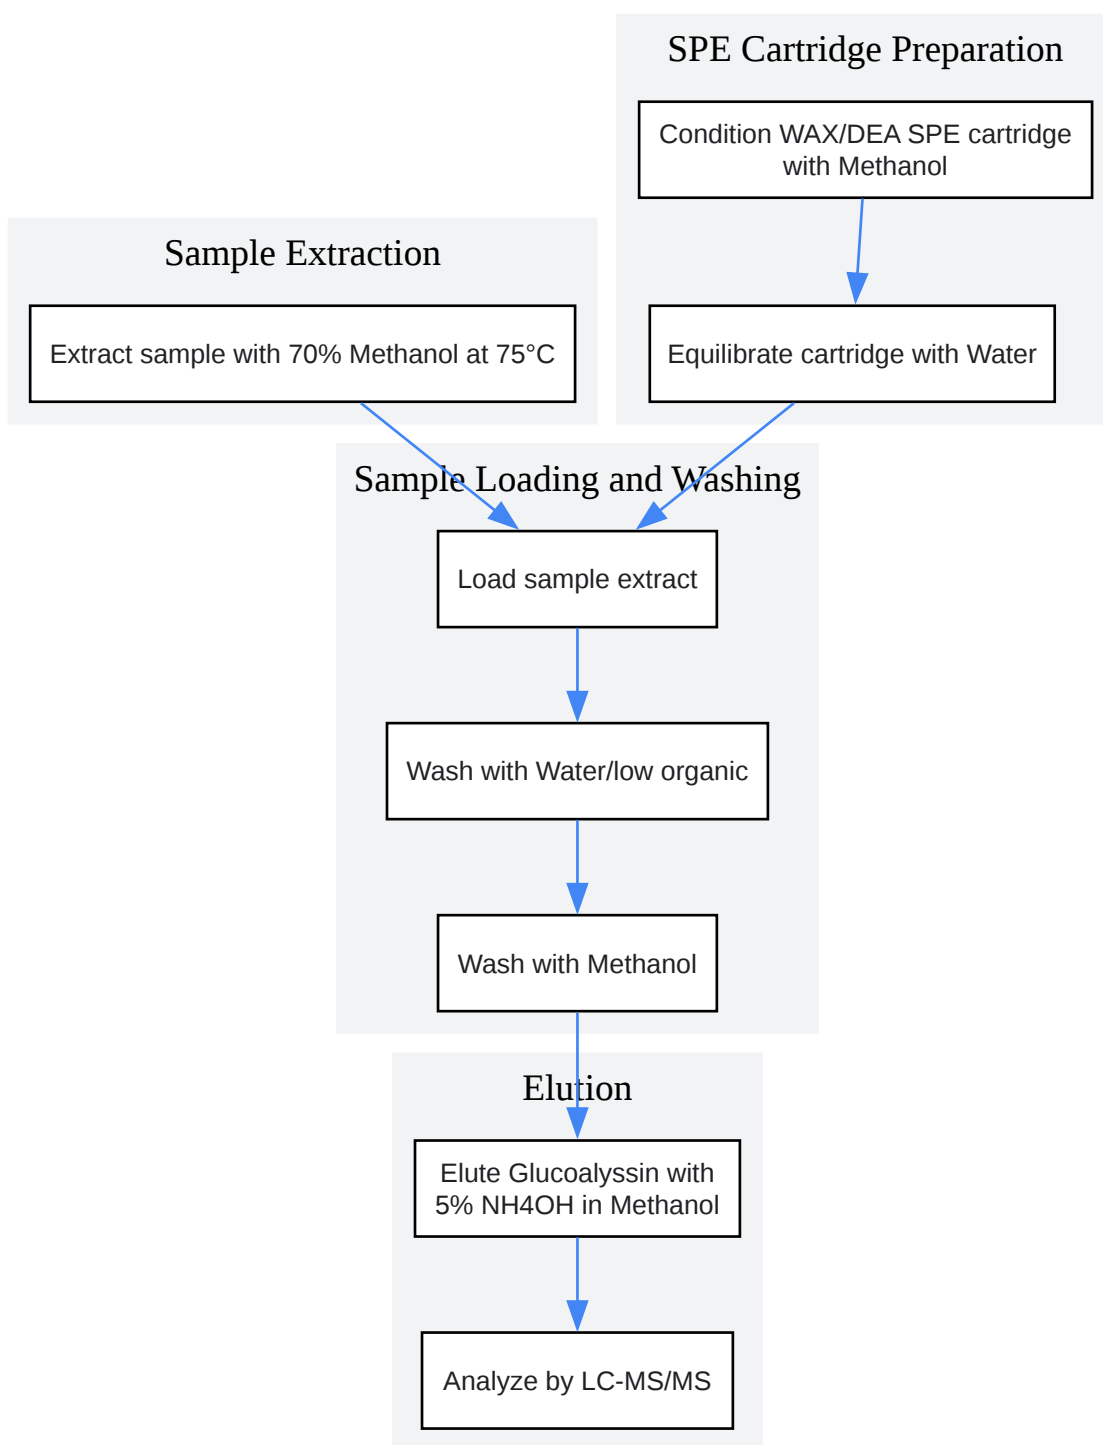 SPE Cartridge Preparation
Condition WAX/DEA SPE cartridge
with Methanol
Sample Extraction
Extract sample with 70% Methanol at 75°C
Equilibrate cartridge with Water
Sample Loading and Washing
Load sample extract
Wash with Water/low organic
Wash with Methanol
Elution
Elute Glucoalyssin with
5% NH4OH in Methanol
Analyze by LC-MS/MS